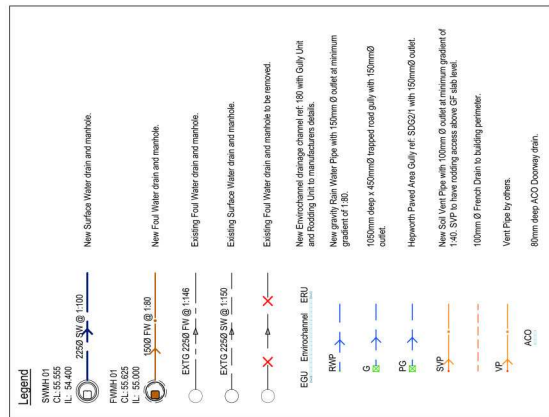 Legend
SWMH 01
CL: 55.555
IL: 54.400
225Ø SW @ 1:100
New Surface Water drain and manhole.
FWMH 01
CL: 55.625
IL: 55.000
150Ø FW @ 1:80
New Foul Water drain and manhole.
EXTG 225Ø FW @ 1:146
Existing Foul Water drain and manhole.
EXTG 225Ø SW @ 1:150
Existing Surface Water drain and manhole.
Existing Foul Water drain and manhole to be removed.
EGU Envirochannel ERU
New Envirochannel drainage channel ref: 180 with Gully Unit
and Rodding Unit to manufacturers details.
RWP
New gravity Rain Water Pipe with 150mm Ø outlet at minimum
gradient of 1:80.
G
1050mm deep x 450mmØ trapped road gully with 150mmØ
outlet.
PG
Hepworth Paved Area Gully ref: SDG2/1 with 150mmØ outlet.
SVP
New Soil Vent Pipe with 100mm Ø outlet at minimum gradient of
1:40. SVP to have rodding access above GF slab level.
100mm Ø French Drain to building perimeter.
VP
Vent Pipe by others.
ACO
80mm deep ACO Doorway drain.